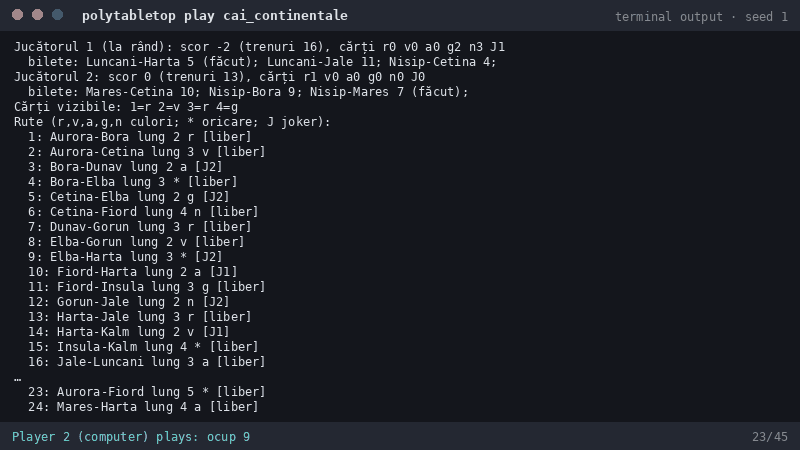 polytabletop play cai_continentale
terminal output · seed 1
Jucătorul 1 (la rând): scor -2 (trenuri 16), cărți r0 v0 a0 g2 n3 J1
bilete: Luncani-Harta 5 (făcut); Luncani-Jale 11; Nisip-Cetina 4;
Jucătorul 2: scor 0 (trenuri 13), cărți r1 v0 a0 g0 n0 J0
bilete: Mares-Cetina 10; Nisip-Bora 9; Nisip-Mares 7 (făcut);
Cărți vizibile: 1=r 2=v 3=r 4=g
Rute (r,v,a,g,n culori; * oricare; J joker):
1: Aurora-Bora lung 2 r [liber]
2: Aurora-Cetina lung 3 v [liber]
3: Bora-Dunav lung 2 a [J2]
4: Bora-Elba lung 3 * [liber]
5: Cetina-Elba lung 2 g [J2]
6: Cetina-Fiord lung 4 n [liber]
7: Dunav-Gorun lung 3 r [liber]
8: Elba-Gorun lung 2 v [liber]
9: Elba-Harta lung 3 * [J2]
10: Fiord-Harta lung 2 a [J1]
11: Fiord-Insula lung 3 g [liber]
12: Gorun-Jale lung 2 n [J2]
13: Harta-Jale lung 3 r [liber]
14: Harta-Kalm lung 2 v [J1]
15: Insula-Kalm lung 4 * [liber]
16: Jale-Luncani lung 3 a [liber]
…
23: Aurora-Fiord lung 5 * [liber]
24: Mares-Harta lung 4 a [liber]
Player 2 (computer) plays: ocup 9
23/45